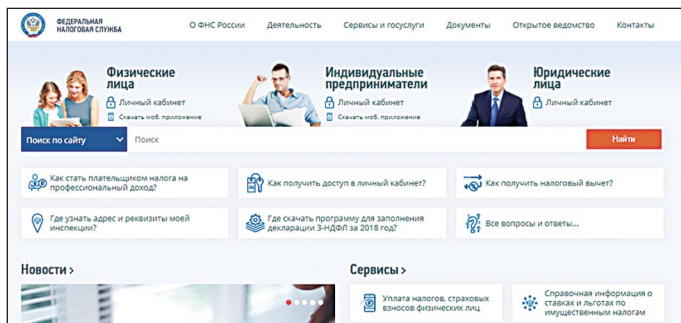 ФЕДЕРАЛЬНАЯ
НАЛОГОВАЯ СЛУЖБА
О ФНС России Деятельность Сервисы и госуслуги Документы Открытое ведомство Контакты
Физические
лица
Личный кабинет
Скачать моб. приложение
Индивидуальные
предприниматели
Личный кабинет
Скачать моб. приложение
Юридические
лица
Личный кабинет
Поиск по сайту Поиск Найти
Как стать плательщиком налога на
профессиональный доход?
Как получить доступ в личный кабинет?
Как получить налоговый вычет?
Где узнать адрес и реквизиты моей
инспекции?
Где скачать программу для заполнения
декларации 3-НДФЛ за 2018 год?
Все вопросы и ответы...
Новости >
Сервисы >
Уплата налогов, страховых
взносов физических лиц
Справочная информация о
ставках и льготах по
имущественным налогам